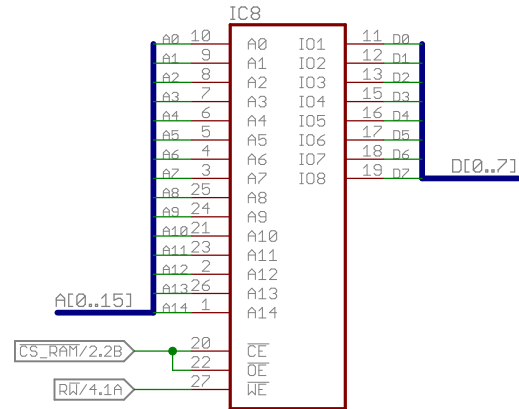 IC8
A0 10 A0 IO1 11 D0
A1 9 A1 IO2 12 D1
A2 8 A2 IO3 13 D2
A3 7 A3 IO4 15 D3
A4 6 A4 IO5 16 D4
A5 5 A5 IO6 17 D5
A6 4 A6 IO7 18 D6
A7 3 A7 IO8 19 D7
D[0..7]
A8 25 A8
A9 24 A9
A10 21 A10
A11 23 A11
A12 2 A12
A13 26 A13
A[0..15]
A14 1 A14
CS_RAM/2.2B 20 CE
22 OE
RW/4.1A 27 WE